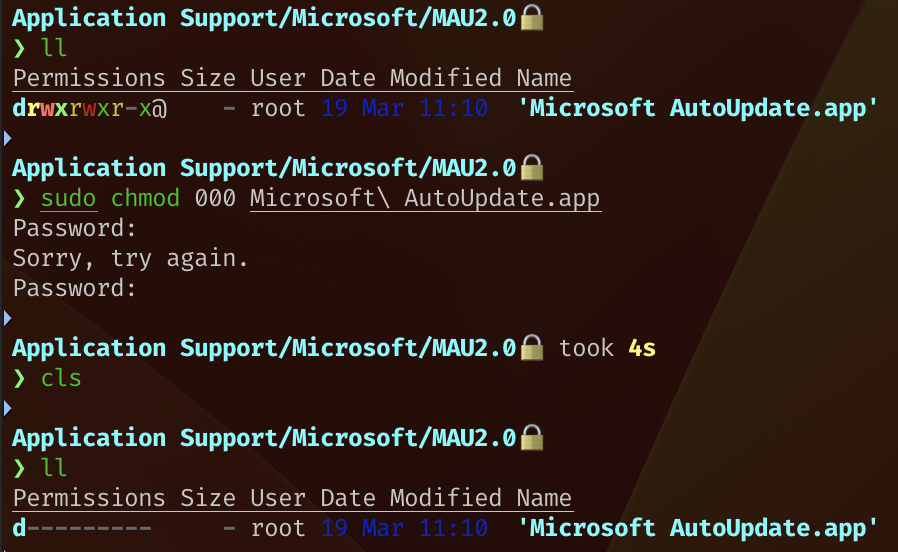 Application Support/Microsoft/MAU2.0🔒
❯ ll
Permissions Size User Date Modified Name
drwxrwxr-x@    - root 19 Mar 11:10  'Microsoft AutoUpdate.app'
Application Support/Microsoft/MAU2.0🔒
❯ sudo chmod 000 Microsoft\ AutoUpdate.app
Password:
Sorry, try again.
Password:
Application Support/Microsoft/MAU2.0🔒 took 4s
❯ cls
Application Support/Microsoft/MAU2.0🔒
❯ ll
Permissions Size User Date Modified Name
d---------     - root 19 Mar 11:10  'Microsoft AutoUpdate.app'